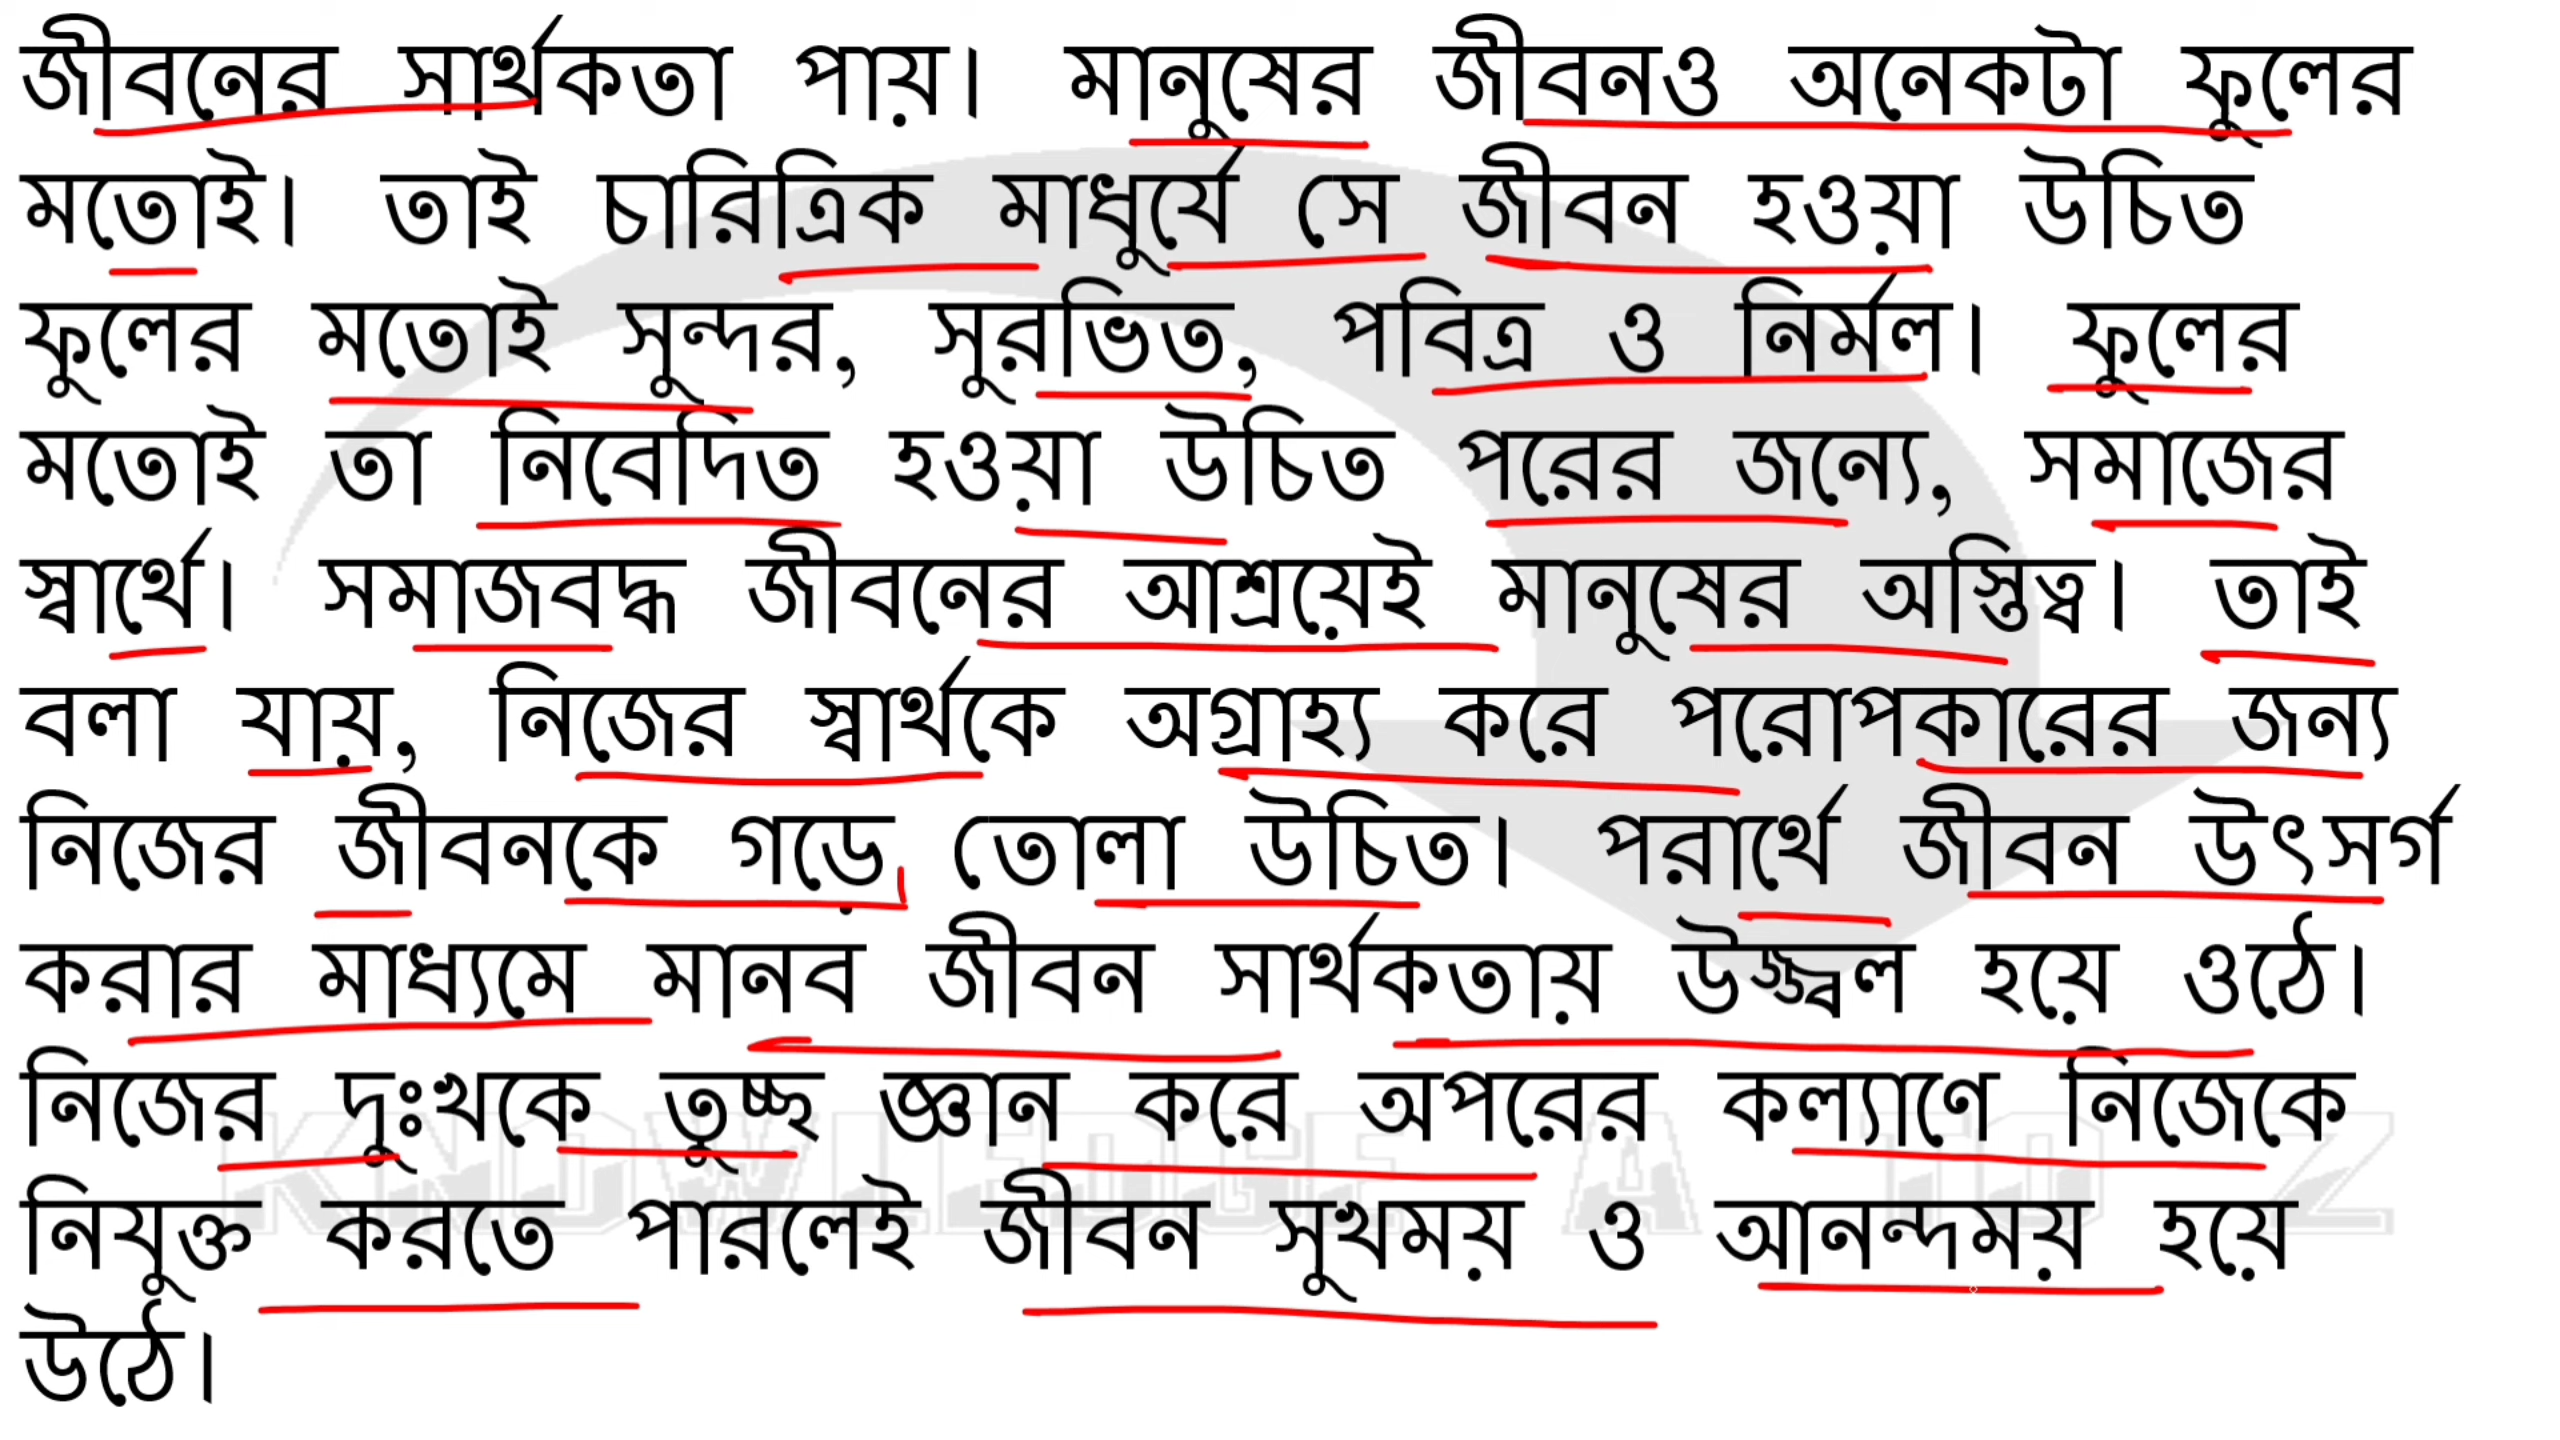 জীবনের সার্থকতা পায়। মানুষের জীবনও অনেকটা ফুলের
মতোই। তাই চারিত্রিক মাধুর্যে সে জীবন হওয়া উচিত
ফুলের মতোই সুন্দর, সুরভিত, পবিত্র ও নির্মল। ফুলের
মতোই তা নিবেদিত হওয়া উচিত পরের জন্যে, সমাজের
স্বার্থে। সমাজবদ্ধ জীবনের আশ্রয়েই মানুষের অস্তিত্ব। তাই
বলা যায়, নিজের স্বার্থকে অগ্রাহ্য করে পরোপকারের জন্য
নিজের জীবনকে গড়ে তোলা উচিত। পরার্থে জীবন উৎসর্গ
করার মাধ্যমে মানব জীবন সার্থকতায় উজ্জ্বল হয়ে ওঠে।
নিজের দুঃখকে তুচ্ছ জ্ঞান করে অপরের কল্যাণে নিজেকে
KNOWLEDGE A TO Z
নিযুক্ত করতে পারলেই জীবন সুখময় ও আনন্দময় হয়ে
উঠে।